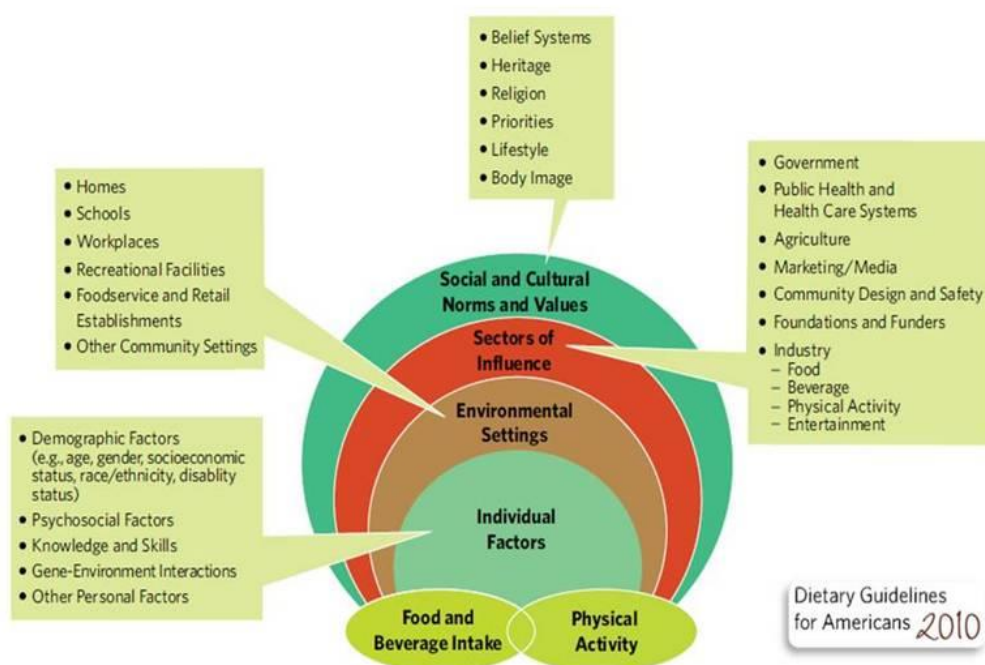 • Belief Systems
• Heritage
• Religion
• Priorities
• Lifestyle
• Body Image
• Homes
• Schools
• Workplaces
• Recreational Facilities
• Foodservice and Retail
Establishments
• Other Community Settings
• Government
• Public Health and
Health Care Systems
• Agriculture
• Marketing/Media
• Community Design and Safety
• Foundations and Funders
• Industry
– Food
– Beverage
– Physical Activity
– Entertainment
• Demographic Factors
(e.g., age, gender, socioeconomic
status, race/ethnicity, disablity
status)
• Psychosocial Factors
• Knowledge and Skills
• Gene-Environment Interactions
• Other Personal Factors
Social and Cultural
Norms and Values
Sectors of
Influence
Environmental
Settings
Individual
Factors
Food and
Beverage Intake
Physical
Activity
Dietary Guidelines
for Americans 2010